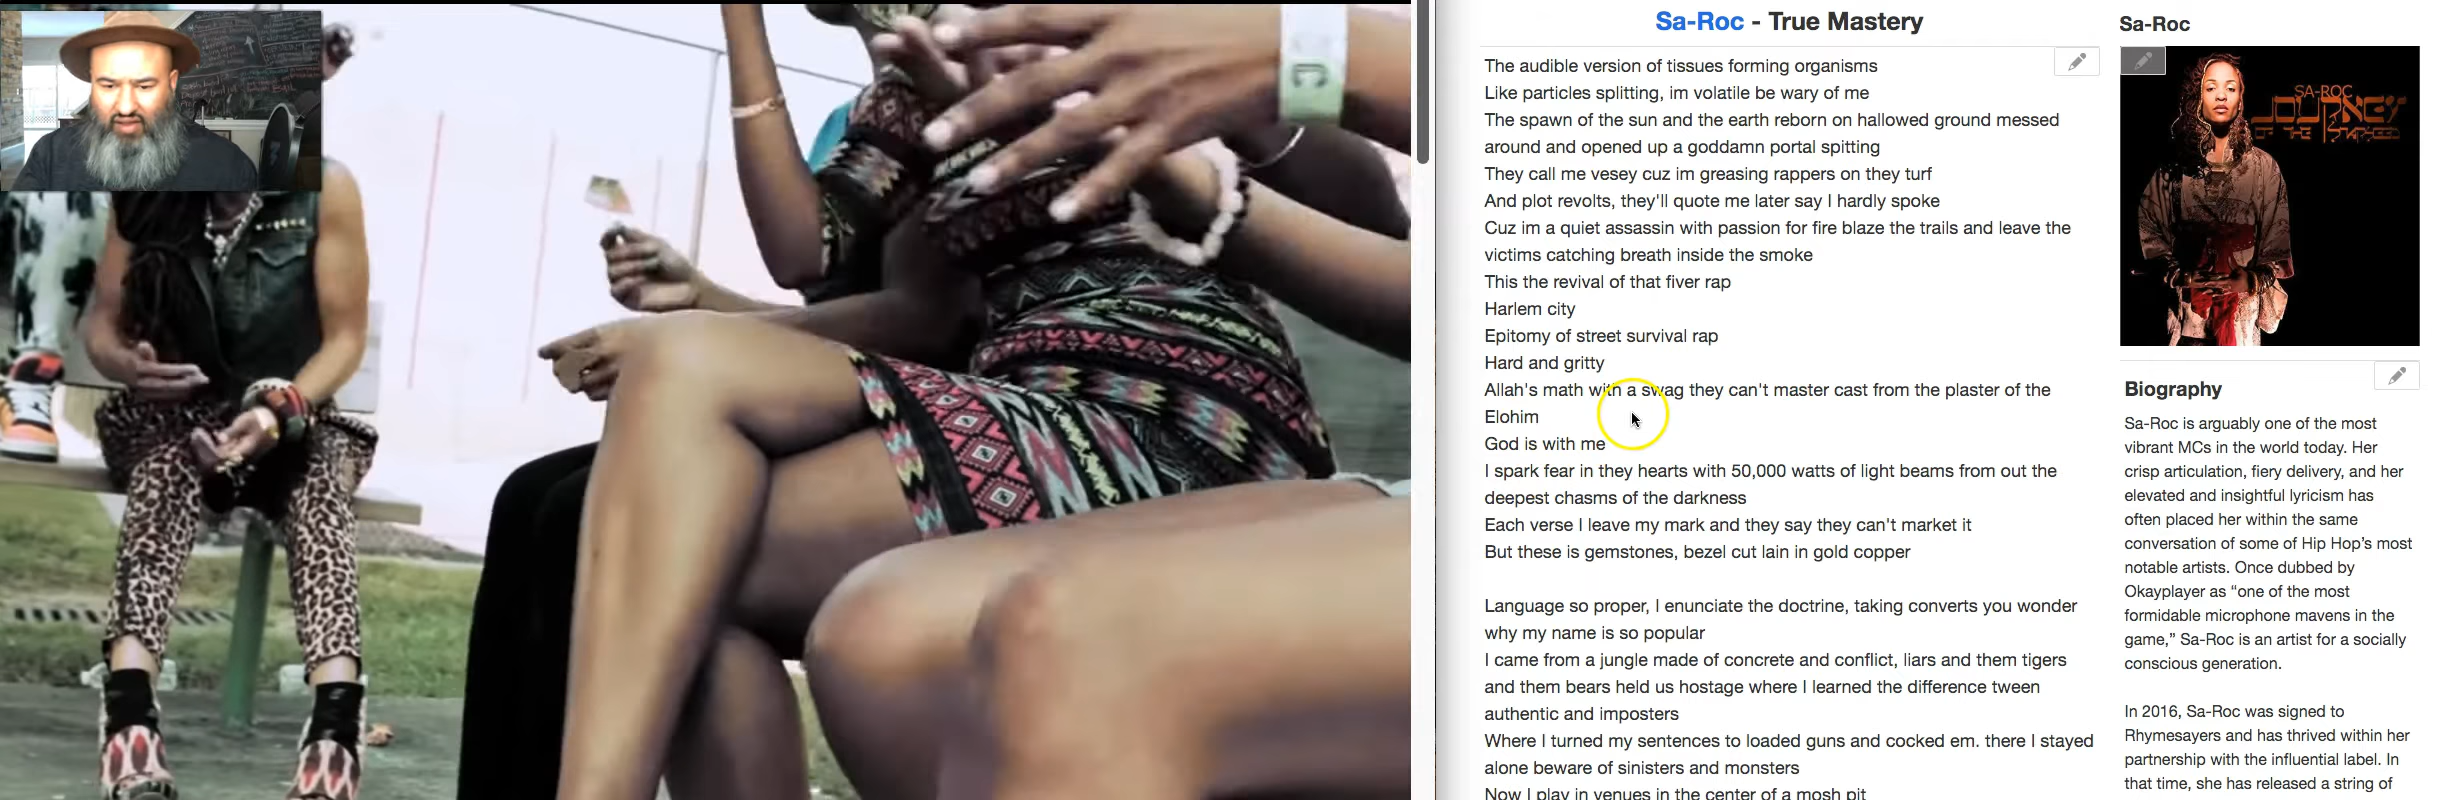 Sa-Roc - True Mastery
The audible version of tissues forming organisms
Like particles splitting, im volatile be wary of me
The spawn of the sun and the earth reborn on hallowed ground messed
around and opened up a goddamn portal spitting
They call me vesey cuz im greasing rappers on they turf
And plot revolts, they'll quote me later say I hardly spoke
Cuz im a quiet assassin with passion for fire blaze the trails and leave the
victims catching breath inside the smoke
This the revival of that fiver rap
Harlem city
Epitomy of street survival rap
Hard and gritty
Allah's math with a swag they can't master cast from the plaster of the
Elohim
God is with me
I spark fear in they hearts with 50,000 watts of light beams from out the
deepest chasms of the darkness
Each verse I leave my mark and they say they can't market it
But these is gemstones, bezel cut lain in gold copper
Language so proper, I enunciate the doctrine, taking converts you wonder
why my name is so popular
I came from a jungle made of concrete and conflict, liars and them tigers
and them bears held us hostage where I learned the difference tween
authentic and imposters
Where I turned my sentences to loaded guns and cocked em. there I stayed
alone beware of sinisters and monsters
Now I play in venues in the center of a mosh pit
Sa-Roc
SA-ROC
JOURNEY
OF THE STARSEED
Biography
Sa-Roc is arguably one of the most
vibrant MCs in the world today. Her
crisp articulation, fiery delivery, and her
elevated and insightful lyricism has
often placed her within the same
conversation of some of Hip Hop's most
notable artists. Once dubbed by
Okayplayer as “one of the most
formidable microphone mavens in the
game,” Sa-Roc is an artist for a socially
conscious generation.
In 2016, Sa-Roc was signed to
Rhymesayers and has thrived within her
partnership with the influential label. In
that time, she has released a string of